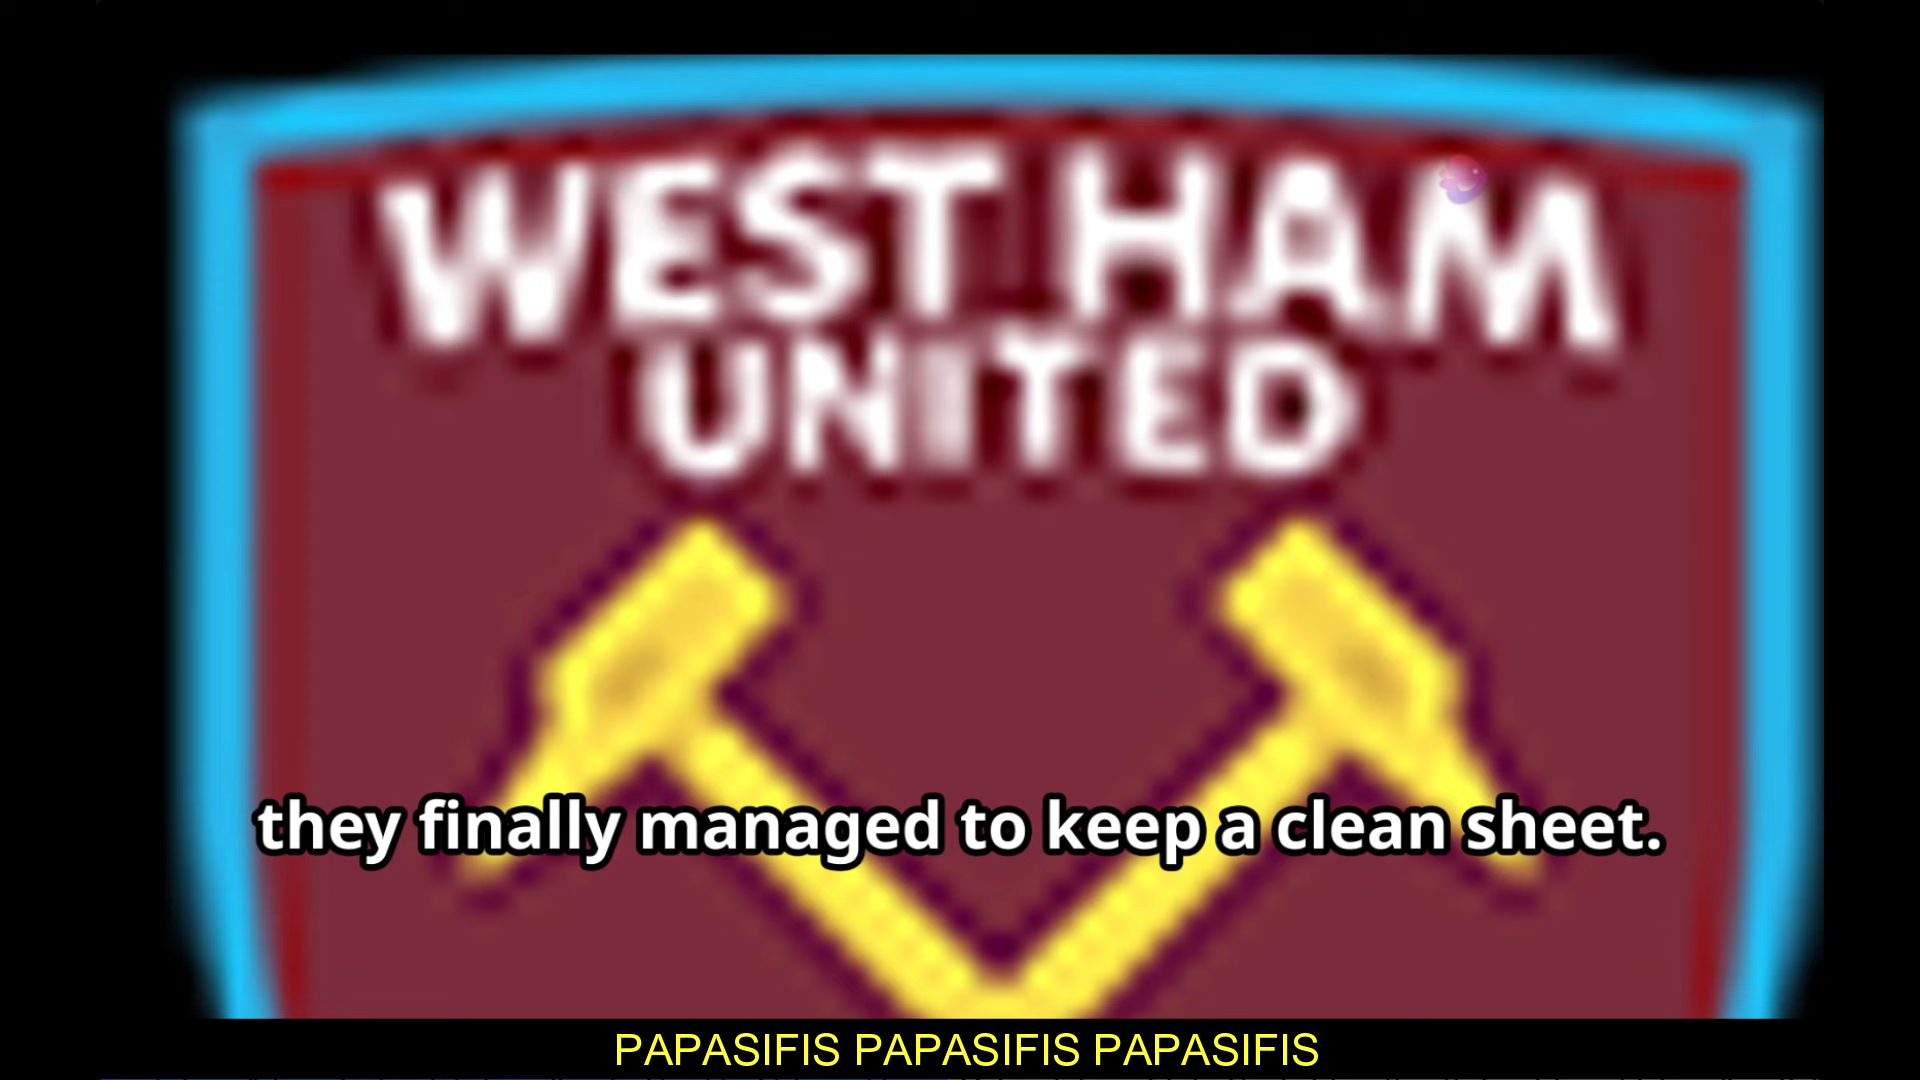 WEST HAM
UNITED
they finally managed to keep a clean sheet.
PAPASIFIS PAPASIFIS PAPASIFIS